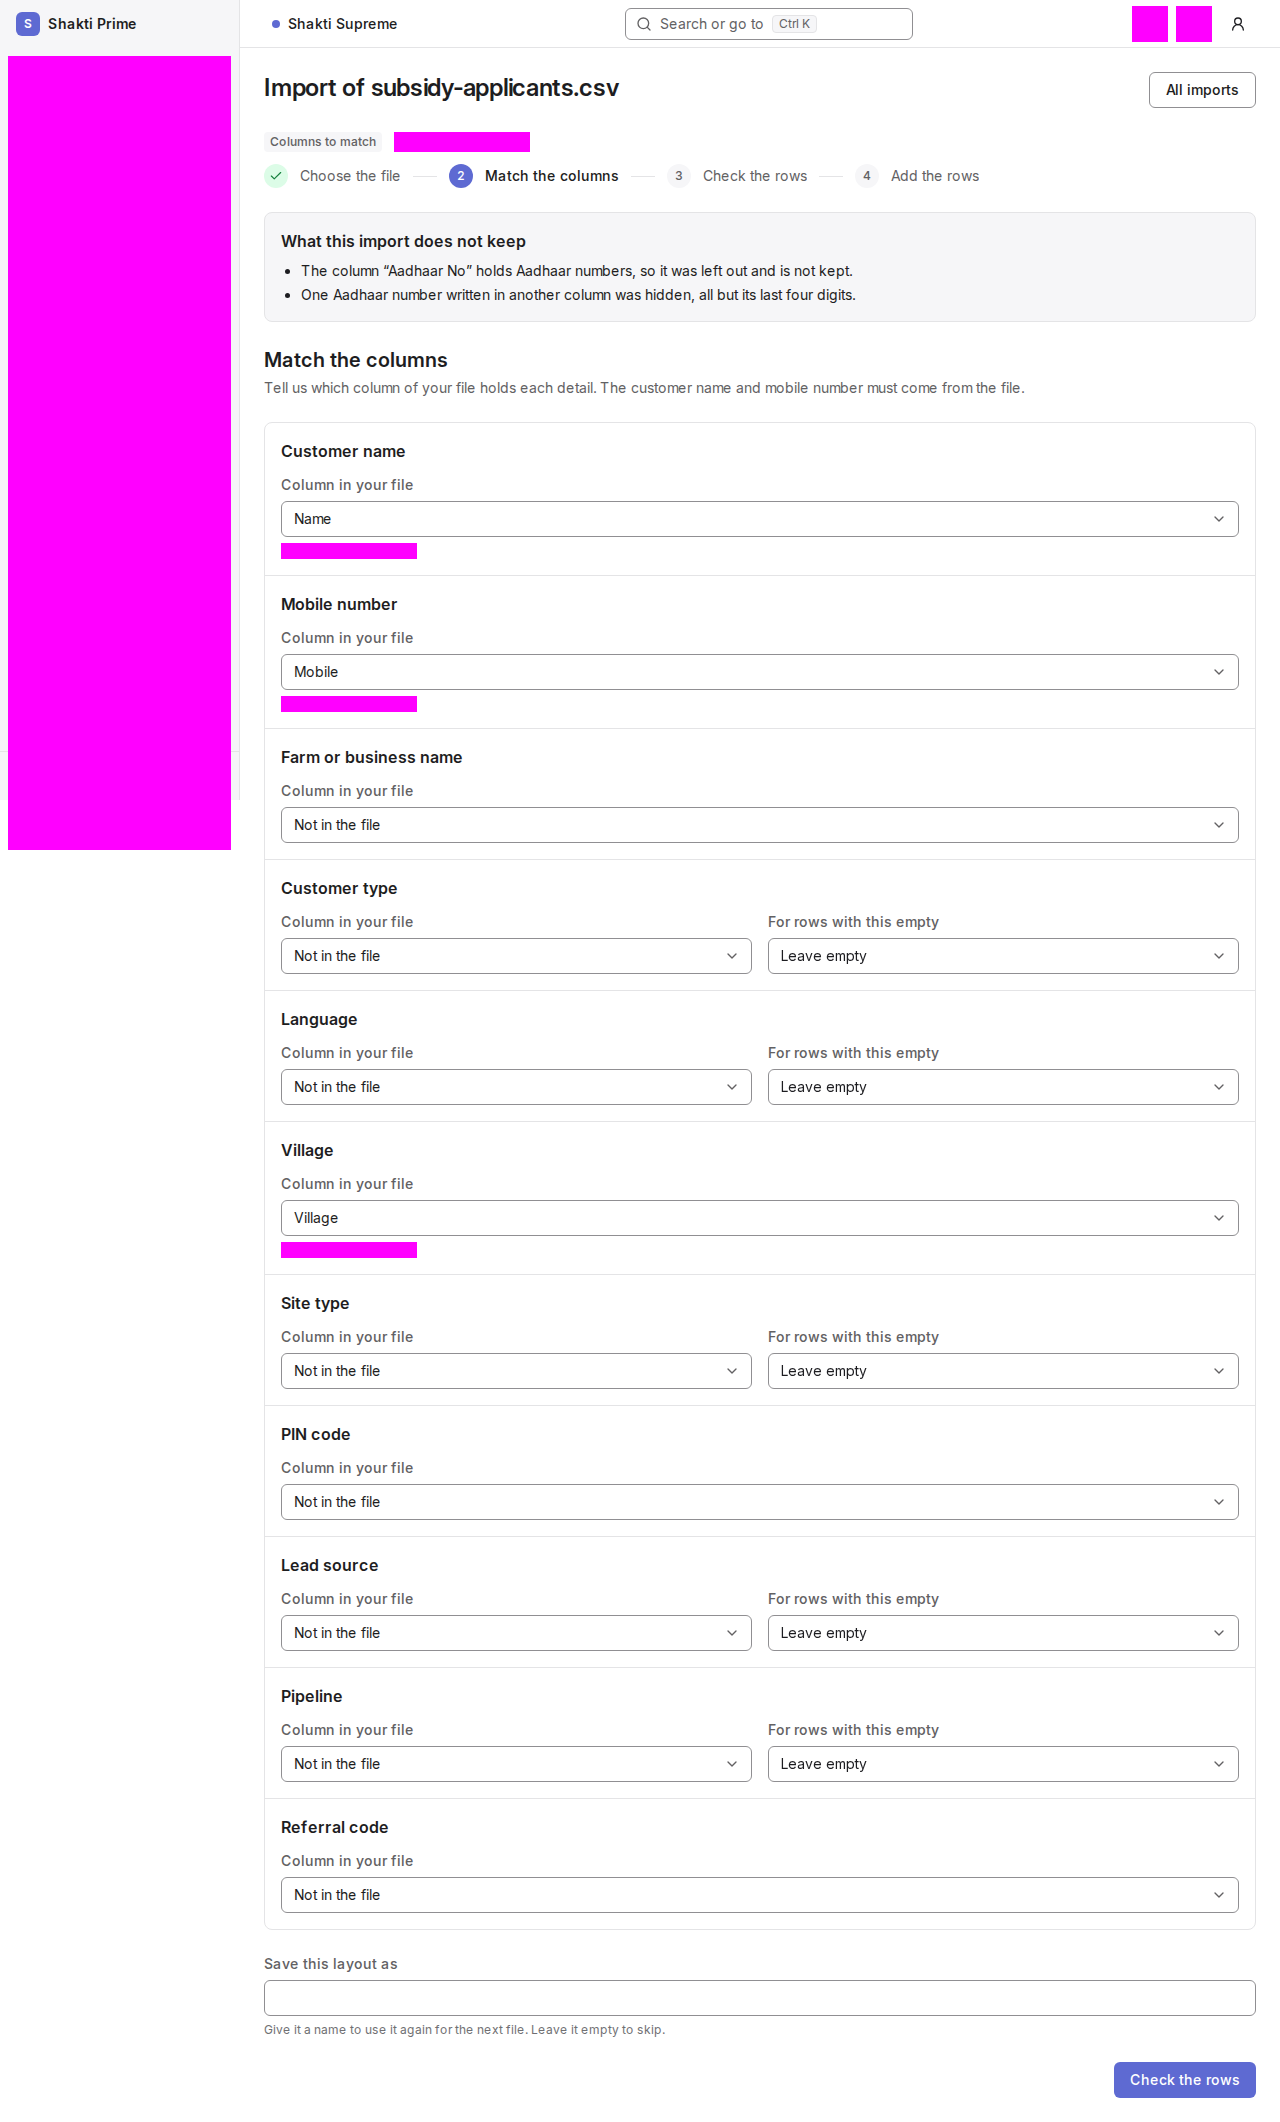 S Shakti Prime
Shakti Supreme
Search or go to Ctrl K
Import of subsidy-applicants.csv
All imports
Columns to match
Choose the file
2 Match the columns
3 Check the rows
4 Add the rows
What this import does not keep
• The column “Aadhaar No” holds Aadhaar numbers, so it was left out and is not kept.
• One Aadhaar number written in another column was hidden, all but its last four digits.
Match the columns
Tell us which column of your file holds each detail. The customer name and mobile number must come from the file.
Customer name
Column in your file
Name
Mobile number
Column in your file
Mobile
Farm or business name
Column in your file
Not in the file
Customer type
Column in your file For rows with this empty
Not in the file Leave empty
Language
Column in your file For rows with this empty
Not in the file Leave empty
Village
Column in your file
Village
Site type
Column in your file For rows with this empty
Not in the file Leave empty
PIN code
Column in your file
Not in the file
Lead source
Column in your file For rows with this empty
Not in the file Leave empty
Pipeline
Column in your file For rows with this empty
Not in the file Leave empty
Referral code
Column in your file
Not in the file
Save this layout as
Give it a name to use it again for the next file. Leave it empty to skip.
Check the rows